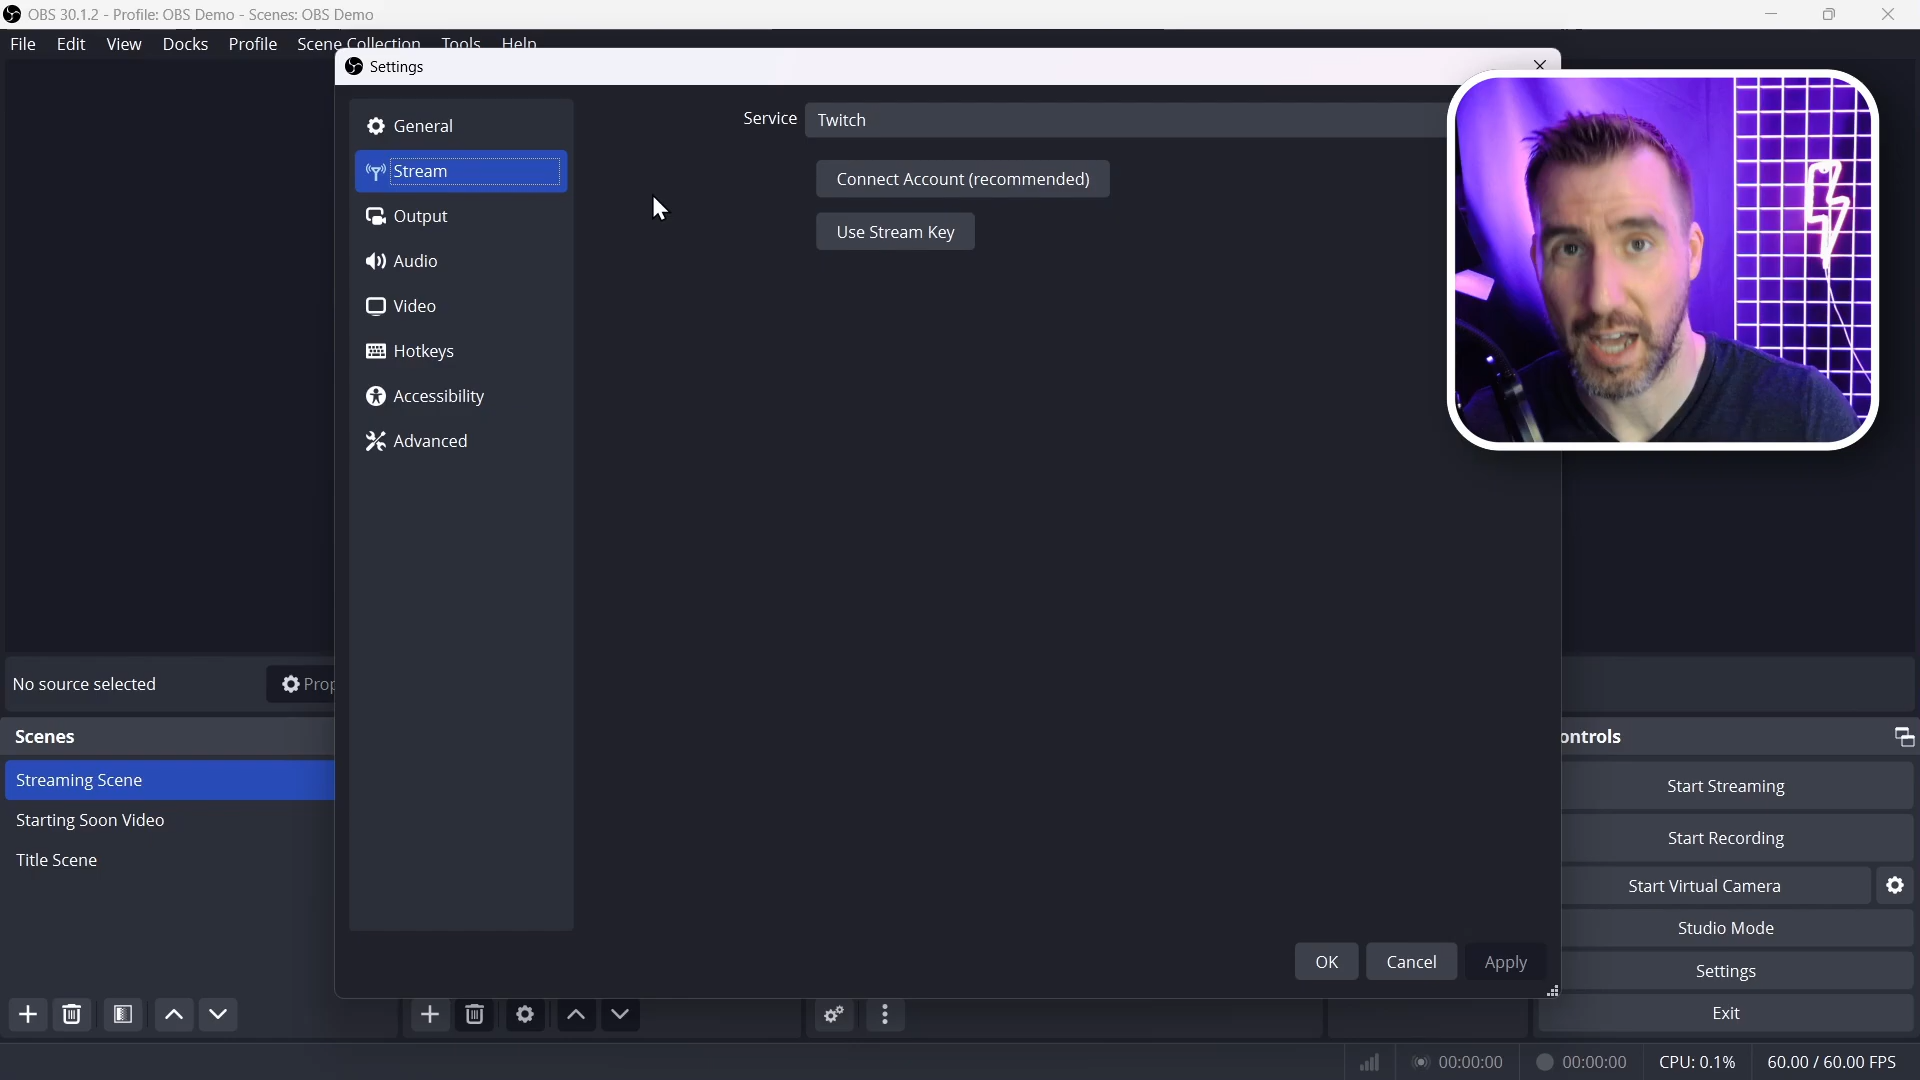 OBS 30.1.2 - Profile: OBS Demo - Scenes: OBS Demo
File Edit View Docks Profile Scene Collection Tools Help
Settings
General
Stream
Output
Audio
Video
Hotkeys
Accessibility
Advanced
Service
Twitch
Connect Account (recommended)
Use Stream Key
OK Cancel Apply
No source selected
Prop
Scenes
Streaming Scene
Starting Soon Video
Title Scene
ontrols
Start Streaming
Start Recording
Start Virtual Camera
Studio Mode
Settings
Exit
00:00:00 00:00:00 CPU: 0.1% 60.00 / 60.00 FPS